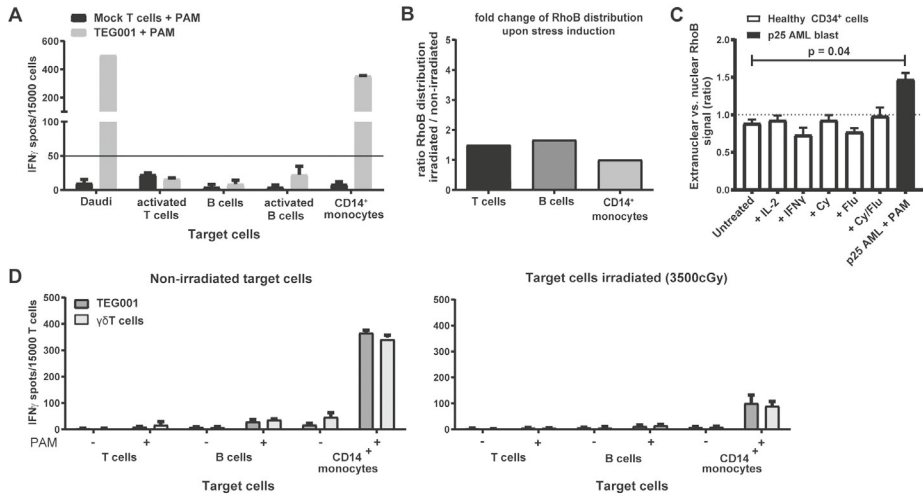 A
Mock T cells + PAM
TEG001 + PAM
IFNγ spots/15000 cells
600
400
200
100
50
0
Daudi
activated
T cells
B cells
activated
B cells
CD14+
monocytes
Target cells
B
fold change of RhoB distribution
upon stress induction
ratio RhoB distribution
irradiated / non-irradiated
5
4
3
2
1
0
T cells
B cells
CD14+
monocytes
C
Healthy CD34+ cells
p25 AML blast
p = 0.04
Extranuclear vs. nuclear RhoB
signal (ratio)
2.0
1.5
1.0
0.5
0.0
Untreated
+ IL-2
+ IFNγ
+ Cy
+ Flu
+ Cy/Flu
p25 AML + PAM
D
Non-irradiated target cells
TEG001
γδT cells
IFNγ spots/15000 T cells
400
300
200
100
0
PAM
- + - + - +
T cells
B cells
CD14+
monocytes
Target cells
Target cells irradiated (3500cGy)
400
300
200
100
0
- + - + - +
T cells
B cells
CD14+
monocytes
Target cells